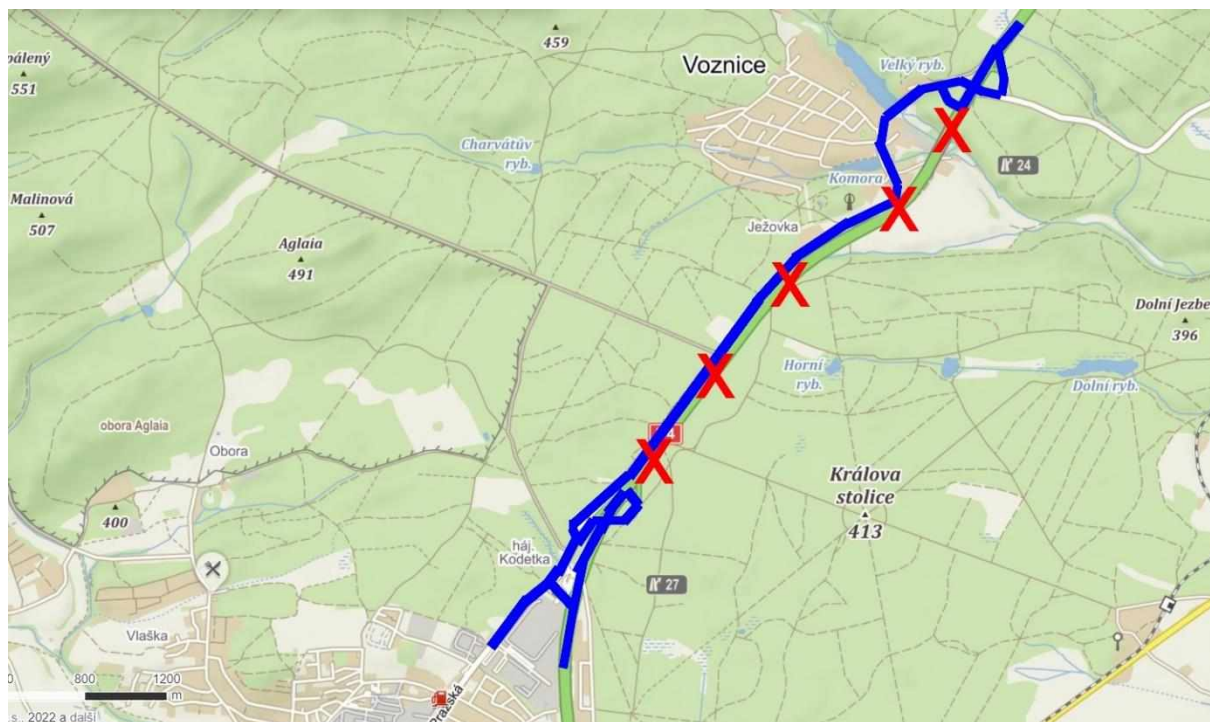 459
pálený
551
Voznice
Velký ryb.
Charvátův
ryb.
24
Malinová
507
Komora
Ježovka
Aglaia
491
Dolní Jezbe
396
Horní
ryb.
Dolní ryb.
obora Aglaia
Obora
Králova
stolice
413
400
háj.
Kodetka
27
Vlaška
800
1200
m
Pražská
s., 2022 a další